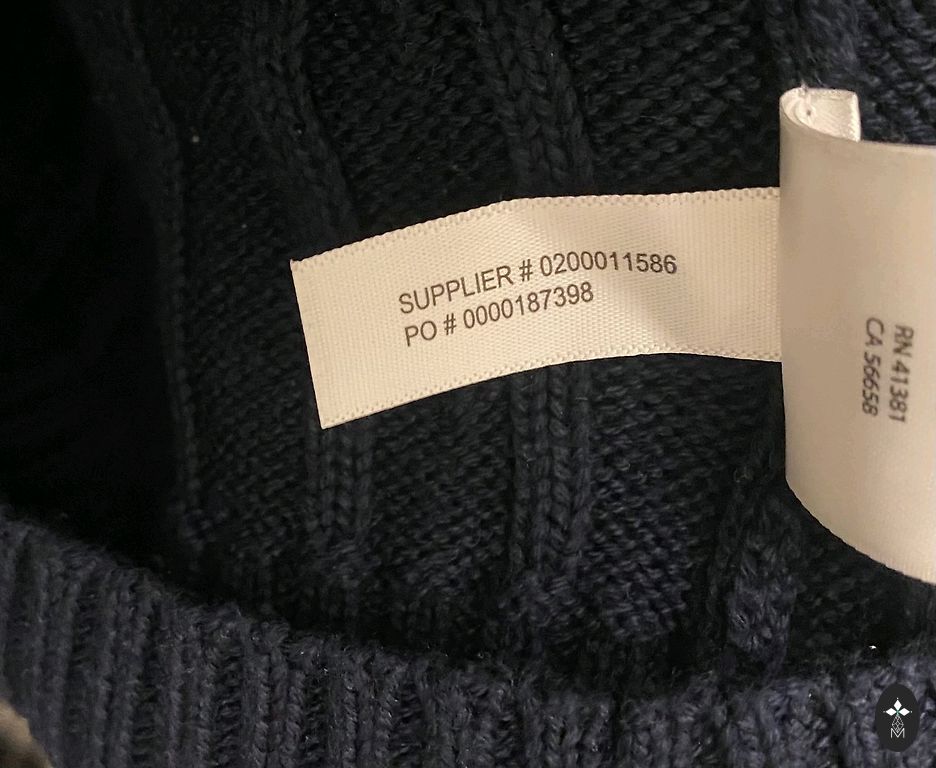 SUPPLIER # 0200011586
PO # 0000187398
RN 41381
CA 56658
M